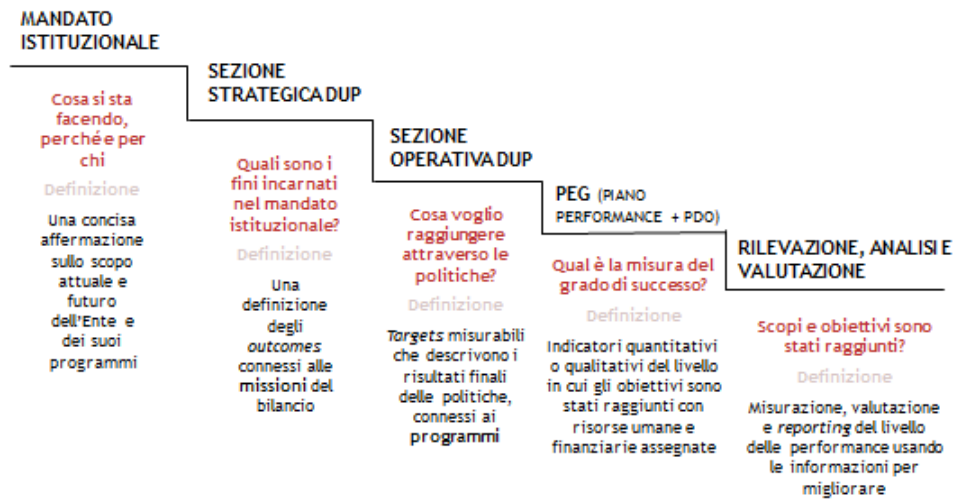 MANDATO
ISTITUZIONALE
Cosa si sta
facendo,
perché e per
chi
Definizione
Una concisa
affermazione
sullo scopo
attuale e
futuro
dell'Ente e
dei suoi
programmi
SEZIONE
STRATEGICA DUP
Quali sono i
fini incarnati
nel mandato
istituzionale?
Definizione
Una
definizione
degli
outcomes
connessi alle
missioni del
bilancio
SEZIONE
OPERATIVA DUP
Cosa voglio
raggiungere
attraverso le
politiche?
Definizione
Targets misurabili
che descrivono i
risultati finali
delle politiche,
connessi ai
programmi
PEG (PIANO
PERFORMANCE + PDO)
Qual è la misura del
grado di successo?
Definizione
Indicatori quantitativi
o qualitativi del livello
in cui gli obiettivi sono
stati raggiunti con
risorse umane e
finanziarie assegnate
RILEVAZIONE, ANALISI E
VALUTAZIONE
Scopi e obiettivi sono
stati raggiunti?
Definizione
Misurazione, valutazione
e reporting del livello
delle performance usando
le informazioni per
migliorare